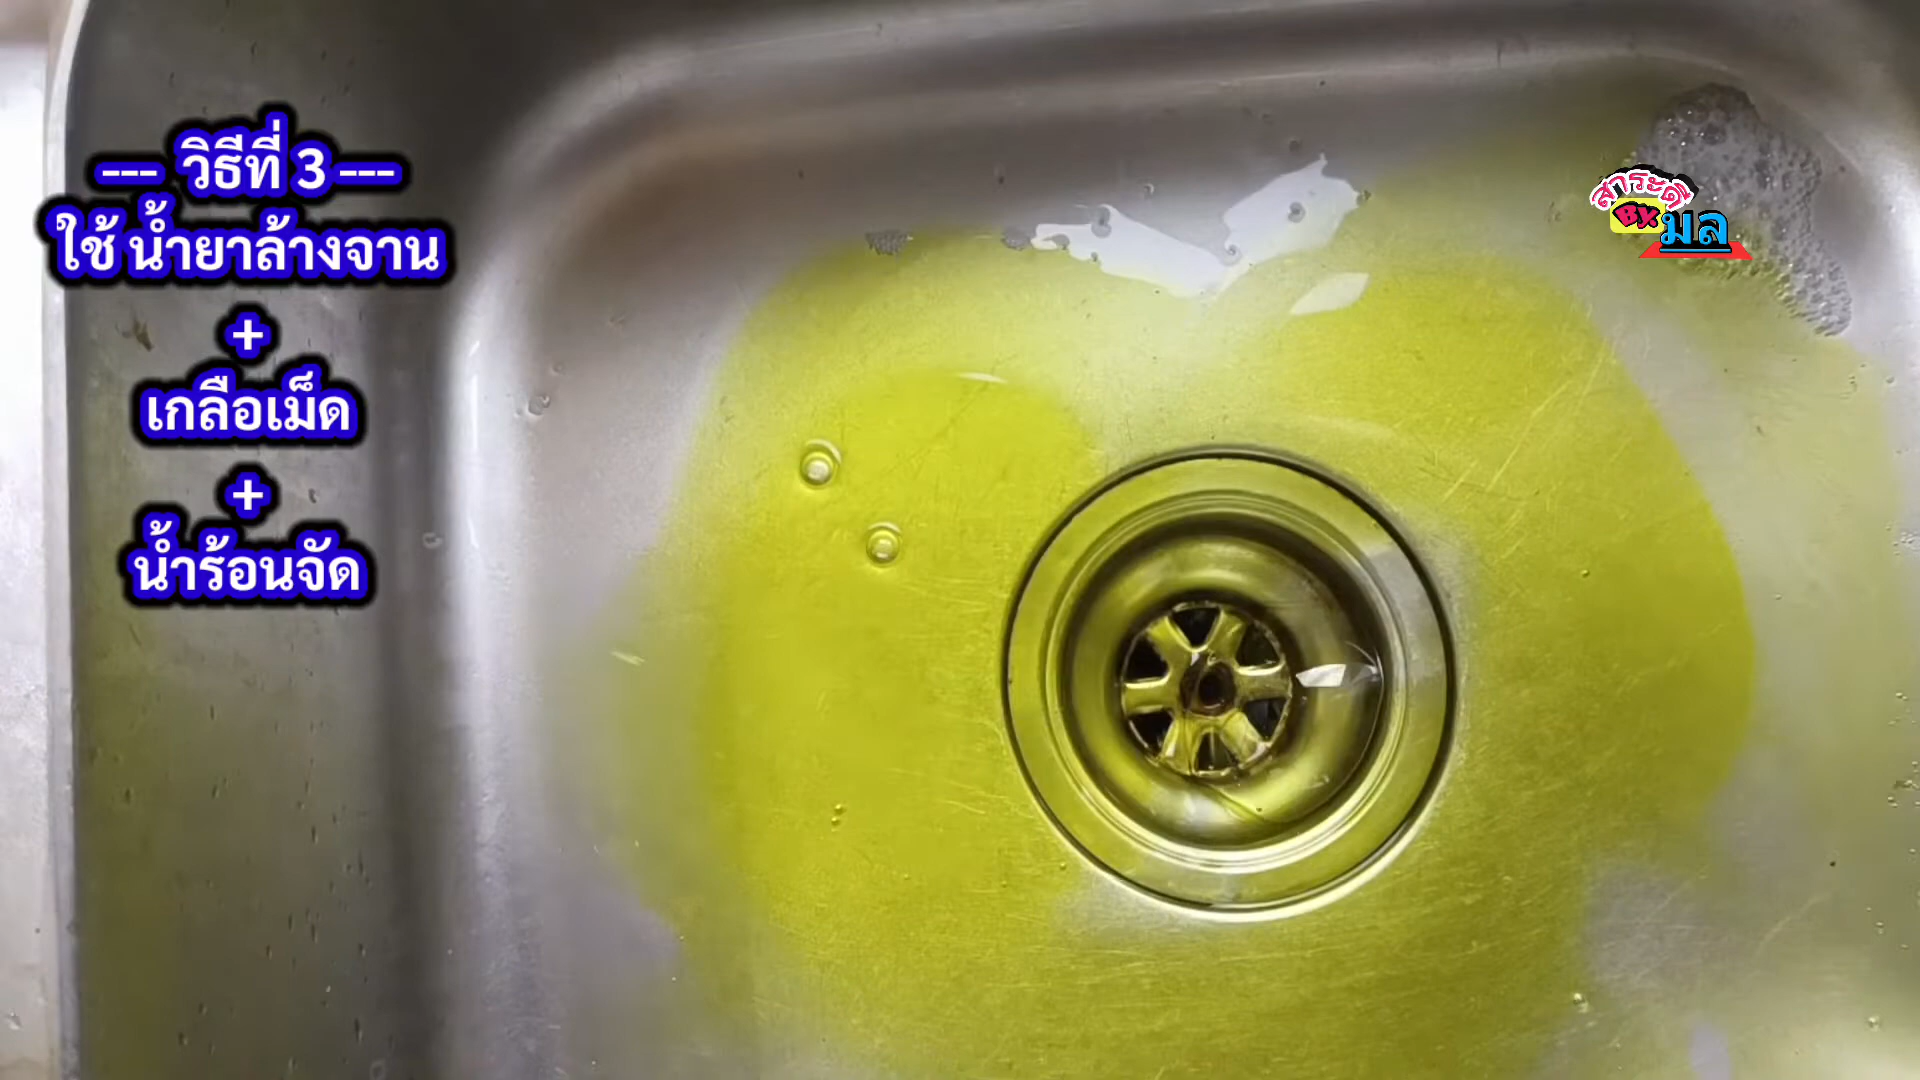 --- วิธีที่ 3 ---
ใช้ น้ำยาล้างจาน
+
เกลือเม็ด
+
น้ำร้อนจัด
สาระดี
BY
มล